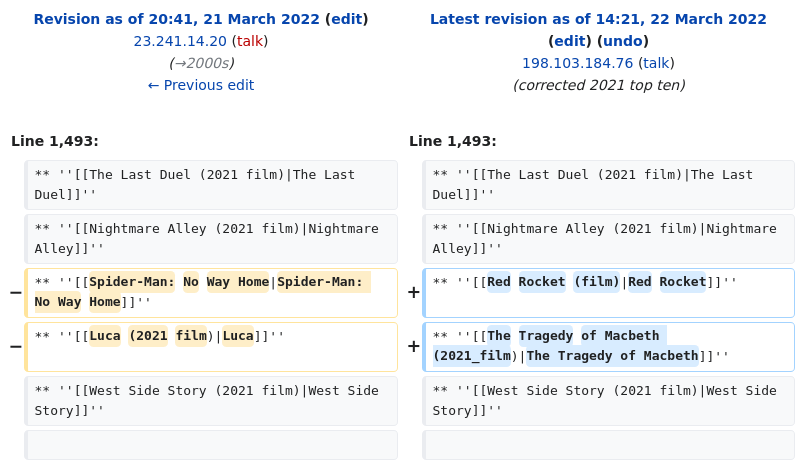 Revision as of 20:41, 21 March 2022 (edit)
23.241.14.20 (talk)
(→2000s)
← Previous edit
Latest revision as of 14:21, 22 March 2022
(edit) (undo)
198.103.184.76 (talk)
(corrected 2021 top ten)
Line 1,493:
Line 1,493:
** ''[[The Last Duel (2021 film)|The Last
Duel]]''
** ''[[The Last Duel (2021 film)|The Last
Duel]]''
** ''[[Nightmare Alley (2021 film)|Nightmare
Alley]]''
** ''[[Nightmare Alley (2021 film)|Nightmare
Alley]]''
− ** ''[[Spider-Man: No Way Home|Spider-Man:
No Way Home]]''
+ ** ''[[Red Rocket (film)|Red Rocket]]''
− ** ''[[Luca (2021 film)|Luca]]''
+ ** ''[[The Tragedy of Macbeth
(2021_film)|The Tragedy of Macbeth]]''
** ''[[West Side Story (2021 film)|West Side
Story]]''
** ''[[West Side Story (2021 film)|West Side
Story]]''